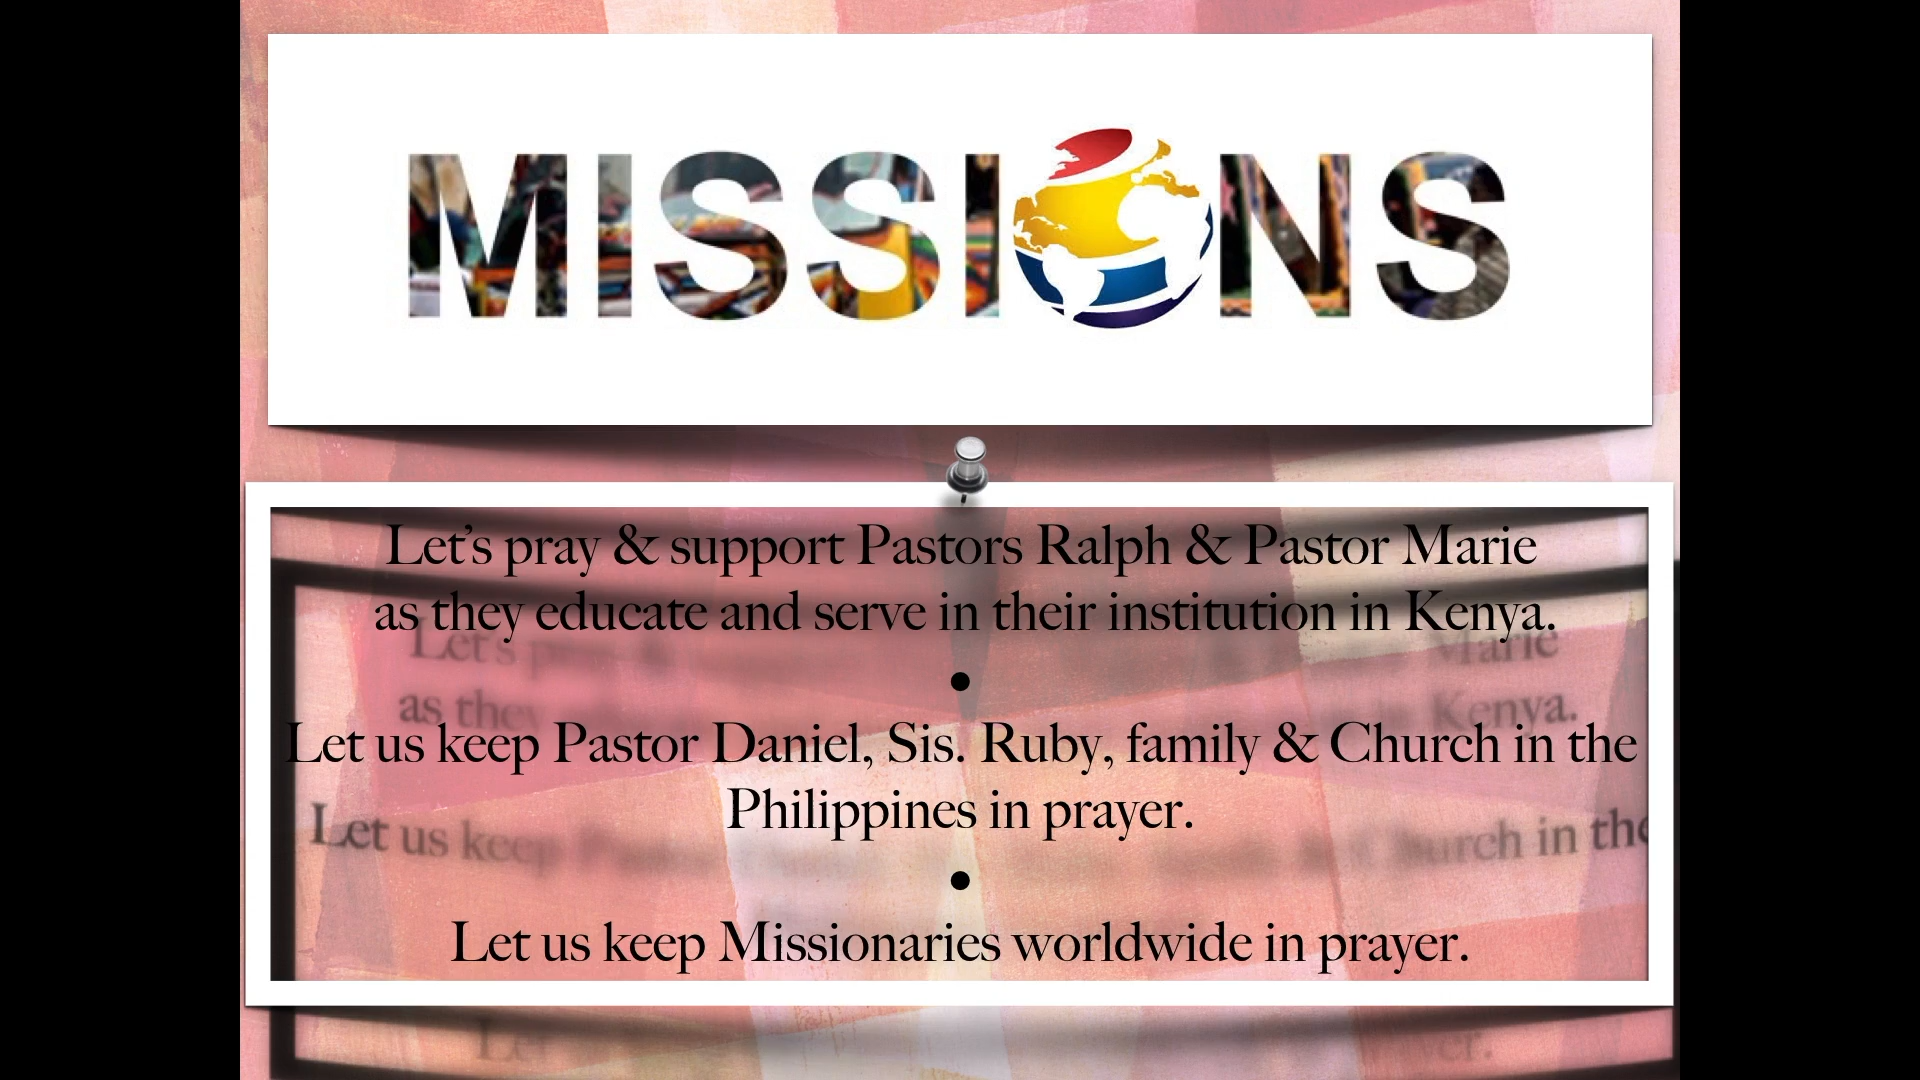 MISSIONS
Let’s pray & support Pastors Ralph & Pastor Marie
as they educate and serve in their institution in Kenya.
•
Let us keep Pastor Daniel, Sis. Ruby, family & Church in the
Philippines in prayer.
•
Let us keep Missionaries worldwide in prayer.